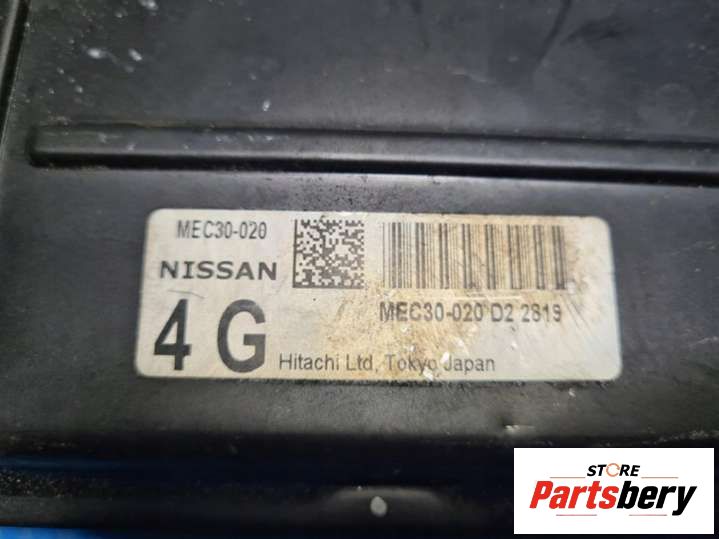 MEC30-020
NISSAN
4 G
MEC30-020 D2 2819
Hitachi Ltd, Tokyo Japan
STORE
Partsbery